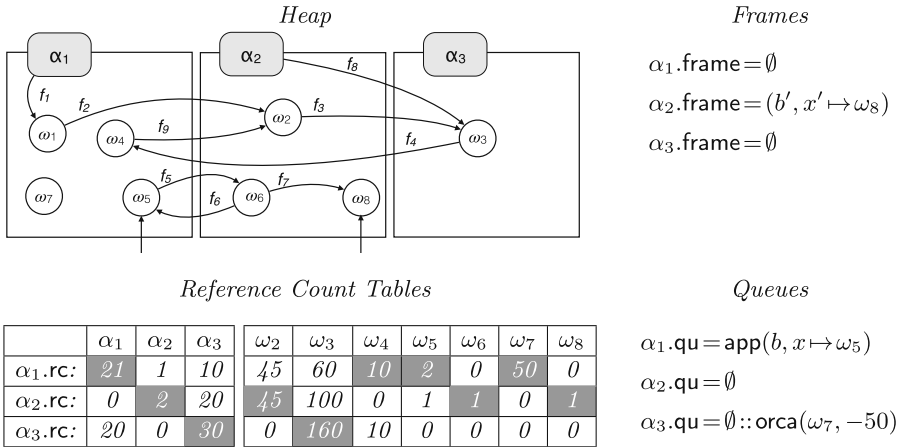 Heap
Frames
α₁ α₂ α₃
f₈
f₁ f₂ f₃
ω₁ ω₄ f₉ ω₂ f₄ ω₃
ω₇ ω₅ f₅ f₆ ω₆ f₇ ω₈
α₁.frame=∅
α₂.frame=(b′, x′ ↦ ω₈)
α₃.frame=∅
Reference Count Tables
α₁ α₂ α₃ ω₂ ω₃ ω₄ ω₅ ω₆ ω₇ ω₈
α₁.rc: 21 1 10 45 60 10 2 0 50 0
α₂.rc: 0 2 20 45 100 0 1 1 0 1
α₃.rc: 20 0 30 0 160 10 0 0 0 0
Queues
α₁.qu=app(b, x ↦ ω₅)
α₂.qu=∅
α₃.qu=∅::orca(ω₇, −50)